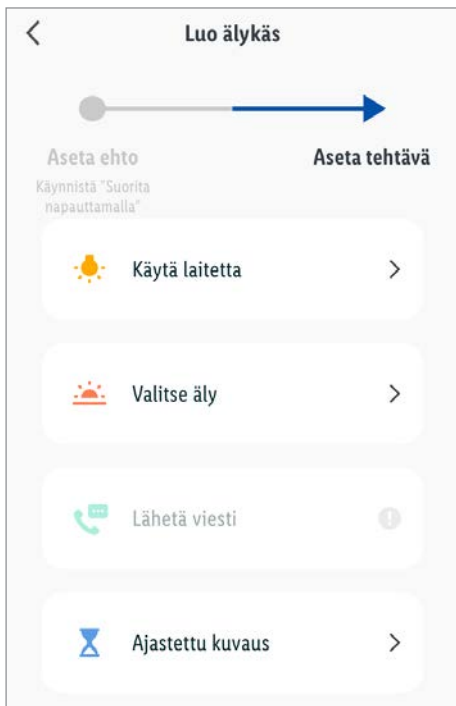 Luo älykäs
Aseta ehto
Aseta tehtävä
Käynnistä "Suorita
napauttamalla"
Käytä laitetta
Valitse äly
Lähetä viesti
Ajastettu kuvaus